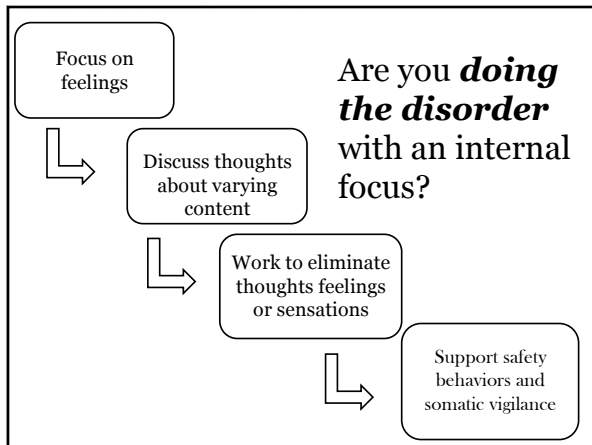 Focus on
feelings
Are you doing
the disorder
with an internal
focus?
Discuss thoughts
about varying
content
Work to eliminate
thoughts feelings
or sensations
Support safety
behaviors and
somatic vigilance